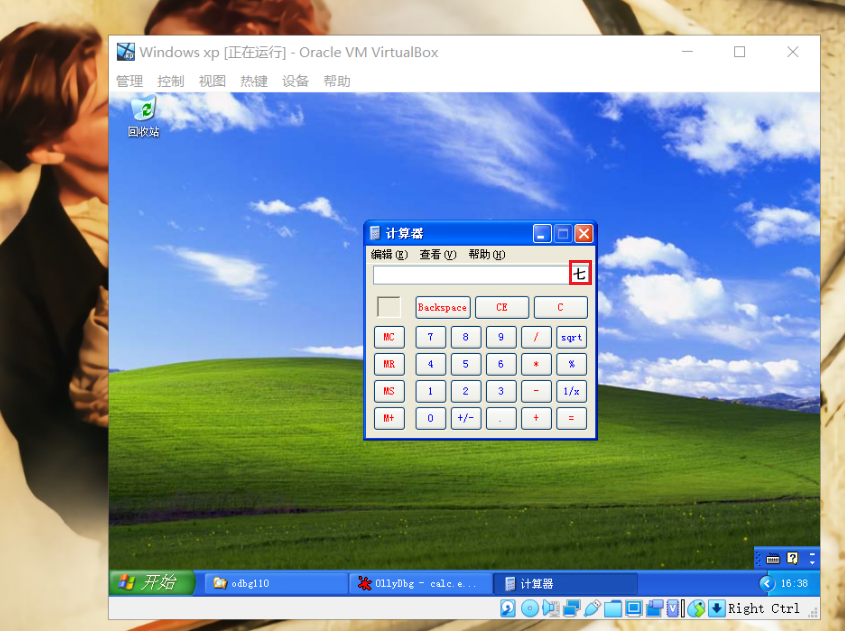 Windows xp [正在运行] - Oracle VM VirtualBox
管理 控制 视图 热键 设备 帮助
回收站
计算器
编辑(E) 查看(V) 帮助(H)
七
Backspace CE C
MC 7 8 9 / sqrt
MR 4 5 6 * %
MS 1 2 3 - 1/x
M+ 0 +/- . + =
开始 odbg110 OllyDbg - calc.e... 计算器 16:38
Right Ctrl